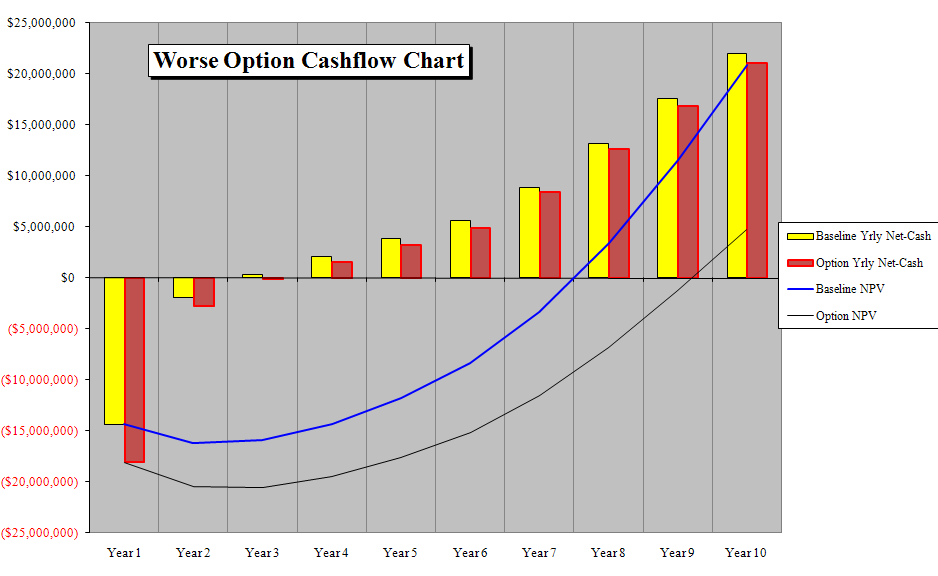 Worse Option Cashflow Chart
$25,000,000
$20,000,000
$15,000,000
$10,000,000
$5,000,000
$0
($5,000,000)
($10,000,000)
($15,000,000)
($20,000,000)
($25,000,000)
Year 1 Year 2 Year 3 Year 4 Year 5 Year 6 Year 7 Year 8 Year 9 Year 10
Baseline Yrly Net-Cash
Option Yrly Net-Cash
Baseline NPV
Option NPV